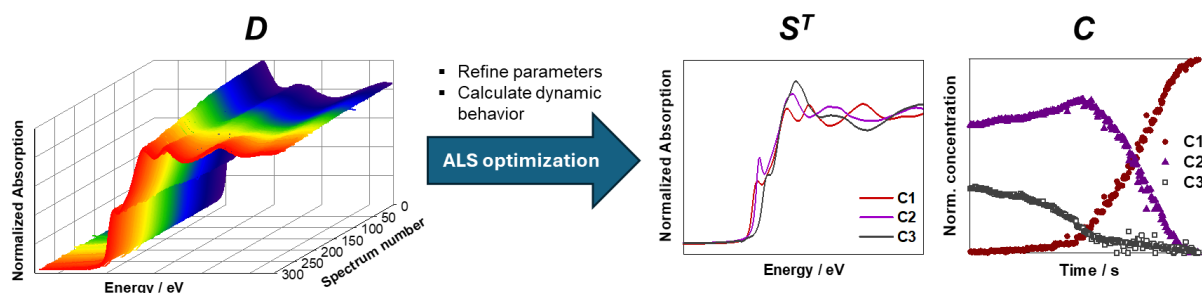 D
Normalized Absorption
Energy / eV
Spectrum number
0
50
100
150
200
250
300
▪ Refine parameters
▪ Calculate dynamic
behavior
ALS optimization
S^T
Normalized Absorption
C1
C2
C3
Energy / eV
C
Norm. concentration
C1
C2
C3
Time / s